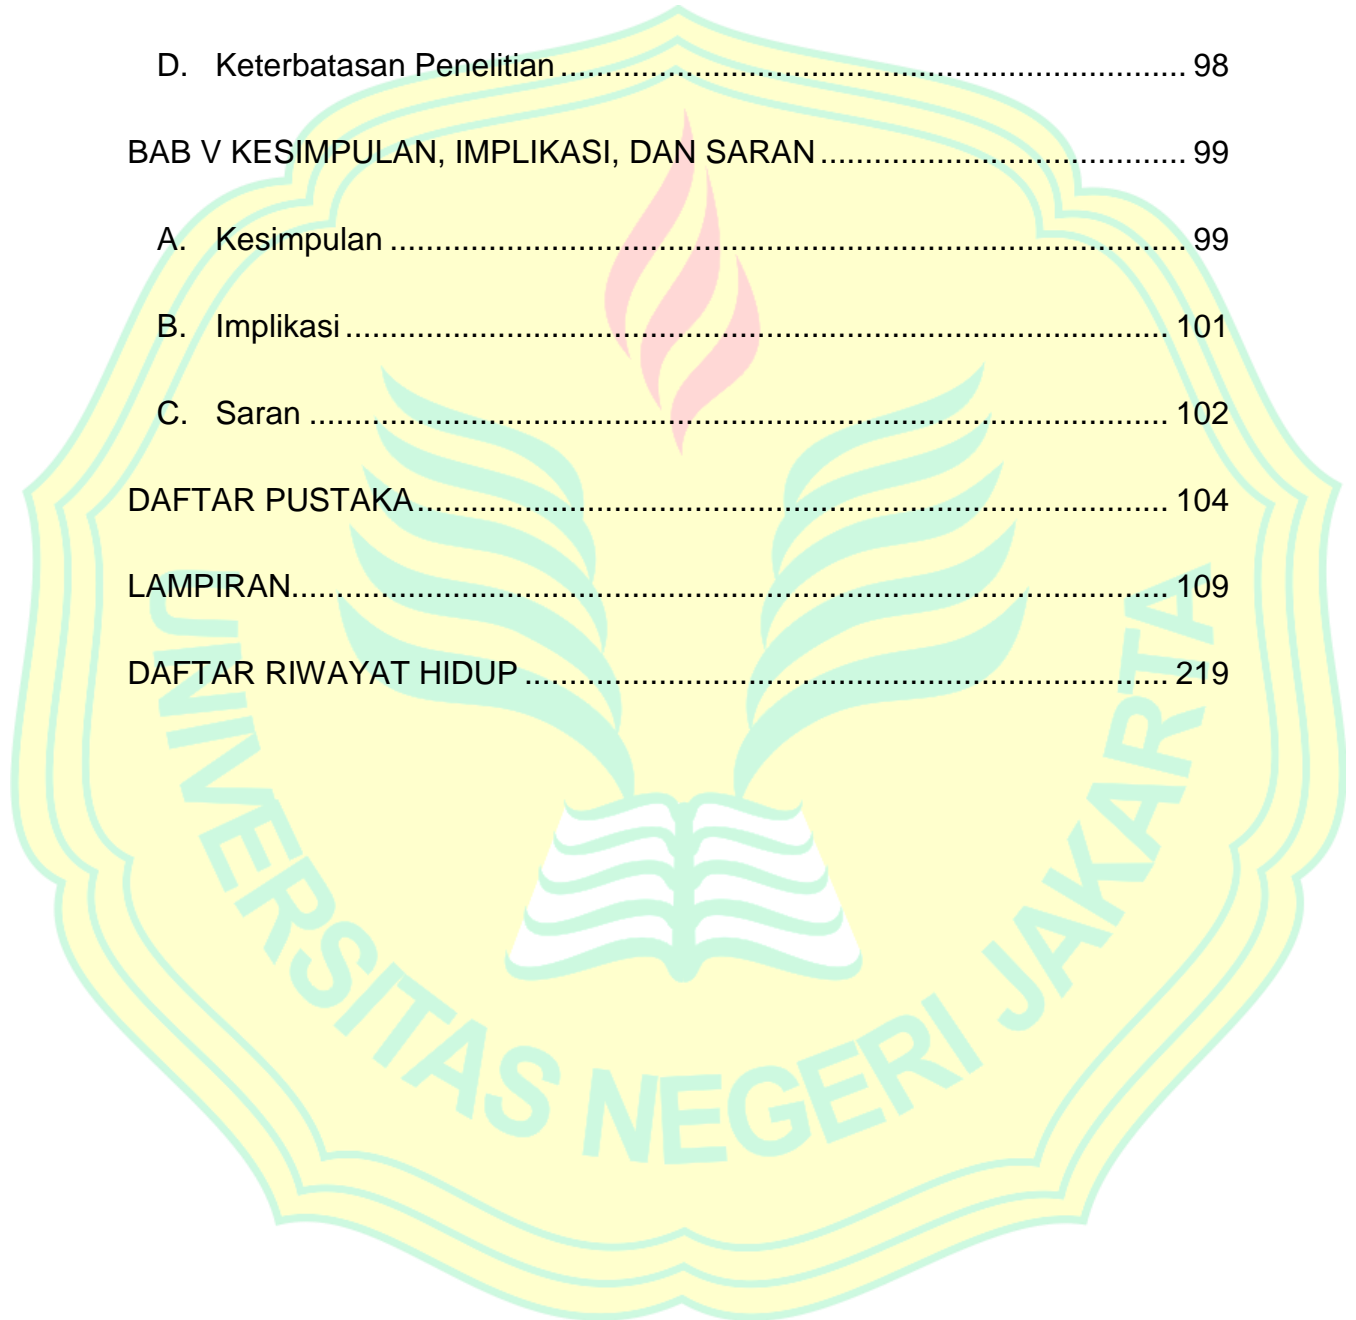 D. Keterbatasan Penelitian ...................................................................... 98
BAB V KESIMPULAN, IMPLIKASI, DAN SARAN ......................................... 99
A. Kesimpulan ......................................................................................... 99
B. Implikasi ............................................................................................ 101
C. Saran ................................................................................................ 102
DAFTAR PUSTAKA .................................................................................... 104
LAMPIRAN.................................................................................................. 109
DAFTAR RIWAYAT HIDUP ........................................................................ 219
UNIVERSITAS NEGERI JAKARTA